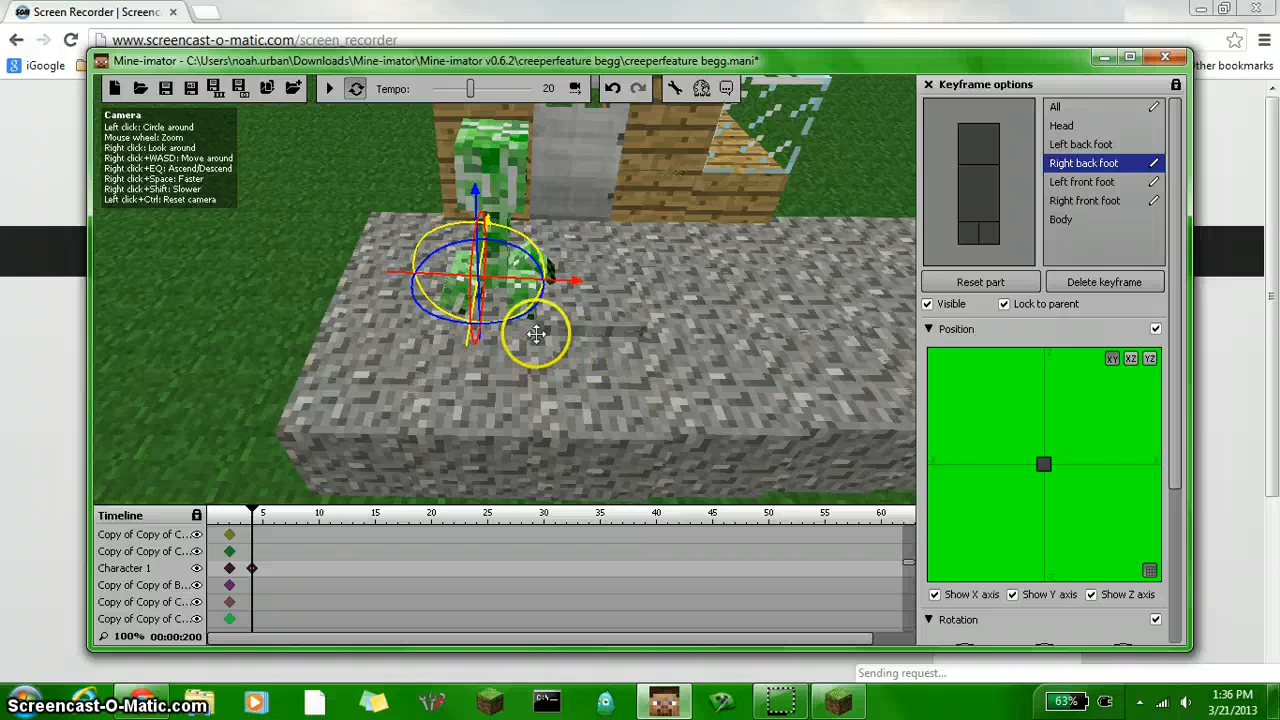 Screen Recorder | Screenc
www.screencast-o-matic.com/screen_recorder
iGoogle
Other bookmarks
Mine-imator - C:\Users\noah.urban\Downloads\Mine-imator\Mine-imator v0.6.2\creeperfeature begg\creeperfeature begg.mani*
Tempo: 20
Camera
Left click: Circle around
Mouse wheel: Zoom
Right click: Look around
Right click+WASD: Move around
Right click+EQ: Ascend/Descend
Right click+Space: Faster
Right click+Shift: Slower
Left click+Ctrl: Reset camera
Keyframe options
All
Head
Left back foot
Right back foot
Left front foot
Right front foot
Body
Reset part
Delete keyframe
Visible
Lock to parent
Position
XY XZ YZ
Show X axis
Show Y axis
Show Z axis
Rotation
Timeline
5 10 15 20 25 30 35 40 45 50 55 60
Copy of Copy of C...
Copy of Copy of C...
Character 1
Copy of Copy of B...
Copy of Copy of C...
Copy of Copy of C...
100% 00:00:200
Sending request...
Screencast-O-Matic.com
63%
1:36 PM
3/21/2013